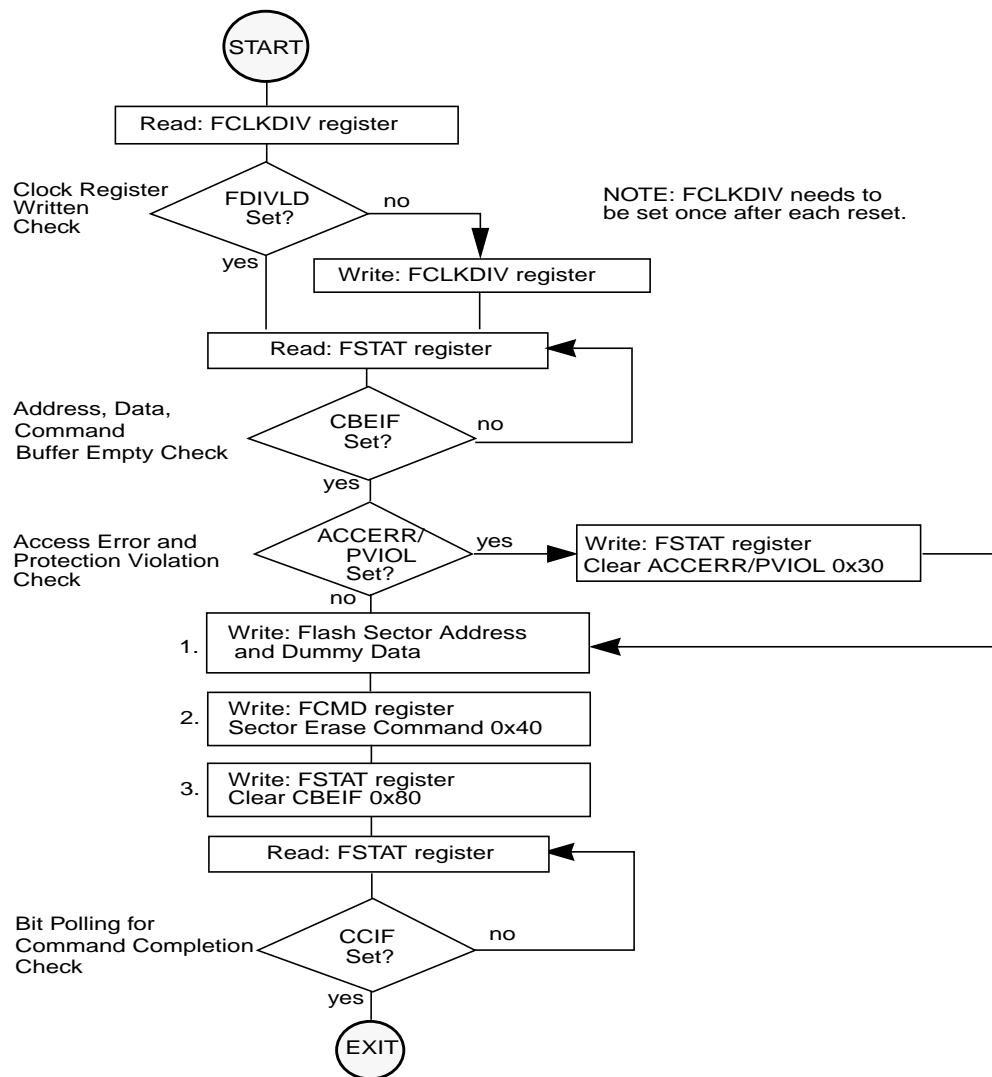 START
Read: FCLKDIV register
Clock Register
Written
Check
FDIVLD
Set?
no
yes
NOTE: FCLKDIV needs to
be set once after each reset.
Write: FCLKDIV register
Read: FSTAT register
Address, Data,
Command
Buffer Empty Check
CBEIF
Set?
no
yes
Access Error and
Protection Violation
Check
ACCERR/
PVIOL
Set?
yes
no
Write: FSTAT register
Clear ACCERR/PVIOL 0x30
1.
Write: Flash Sector Address
and Dummy Data
2.
Write: FCMD register
Sector Erase Command 0x40
3.
Write: FSTAT register
Clear CBEIF 0x80
Read: FSTAT register
Bit Polling for
Command Completion
Check
CCIF
Set?
no
yes
EXIT